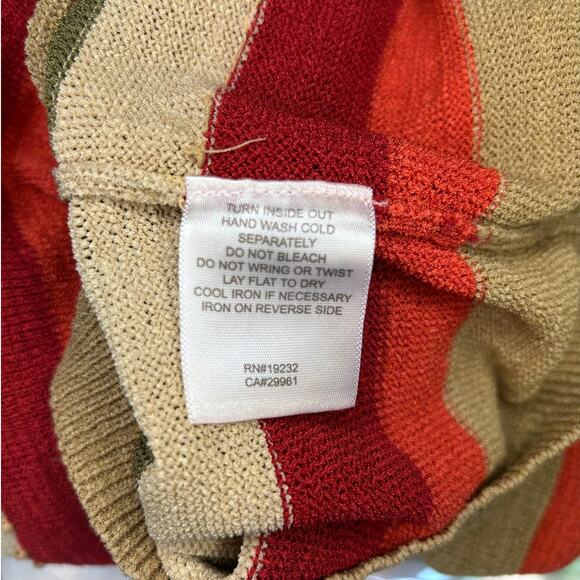 TURN INSIDE OUT
HAND WASH COLD
SEPARATELY
DO NOT BLEACH
DO NOT WRING OR TWIST
LAY FLAT TO DRY
COOL IRON IF NECESSARY
IRON ON REVERSE SIDE
RN#19232
CA#29961